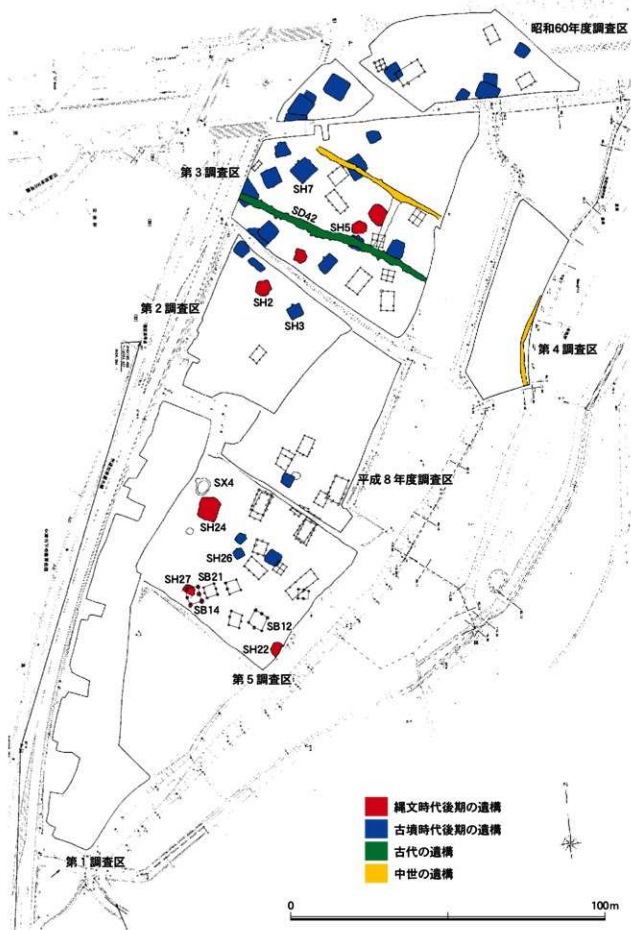 昭和60年度調査区
第3調査区
SH7
SD42
SH5
第2調査区
SH2
SH3
第4調査区
平成8年度調査区
SX4
SH24
SH26
SH27
SB21
SB14
SB12
SH22
第5調査区
縄文時代後期の遺構
古墳時代後期の遺構
古代の遺構
中世の遺構
第1調査区
0
100m